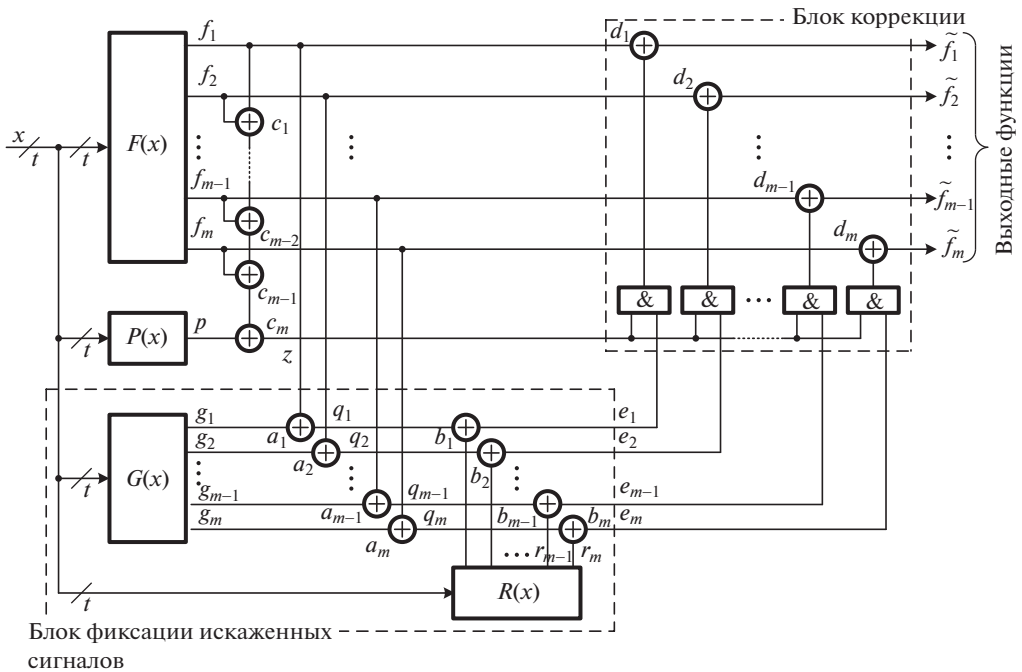 Блок коррекции
f₁ d₁ + f̃₁
f₂ d₂ + f̃₂
+ c₁
x t t F(x) ⋮ ⋮ ⋮ ⋮
fₘ₋₁ dₘ₋₁ + f̃ₘ₋₁
+ cₘ₋₂
fₘ dₘ + f̃ₘ
Выходные функции
+ cₘ₋₁
& & ... & &
t P(x) p + cₘ
z
g₁ + a₁ q₁ + b₁ e₁
g₂ + a₂ q₂ + b₂ e₂
t G(x) ⋮ ⋮ ⋮
gₘ₋₁ aₘ₋₁ + qₘ₋₁ bₘ₋₁ + eₘ₋₁
gₘ aₘ + qₘ + bₘ eₘ
... rₘ₋₁ rₘ
t R(x)
Блок фиксации искаженных
сигналов